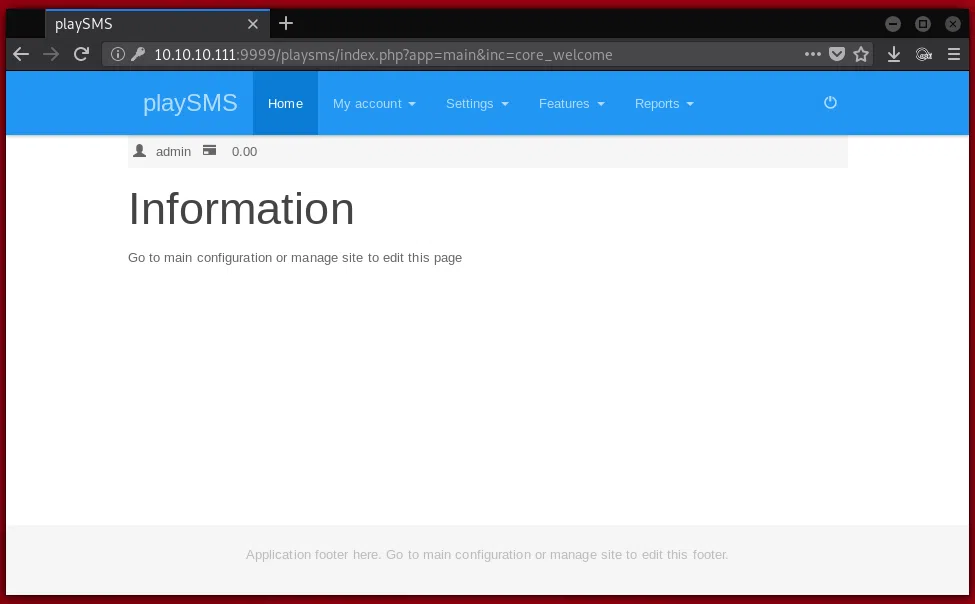 playSMS
10.10.10.111:9999/playsms/index.php?app=main&inc=core_welcome
playSMS Home My account Settings Features Reports
admin 0.00
Information
Go to main configuration or manage site to edit this page
Application footer here. Go to main configuration or manage site to edit this footer.